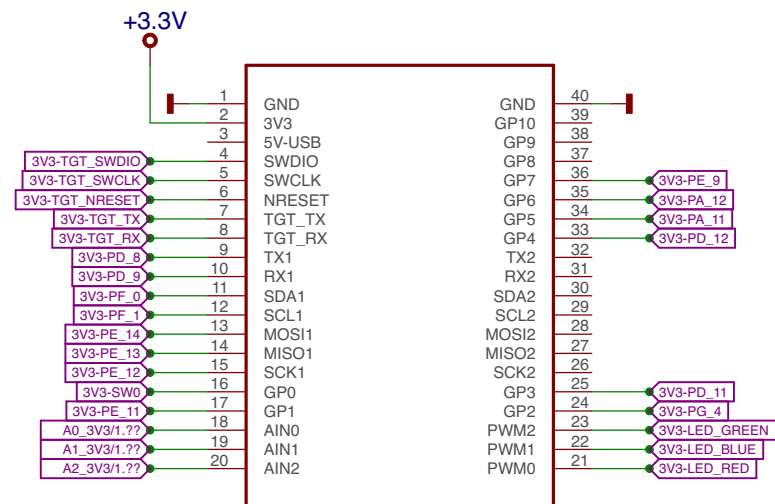 +3.3V
1 GND GND 40
2 3V3 GP10 39
3 5V-USB GP9 38
3V3-TGT_SWDIO 4 SWDIO GP8 37
3V3-TGT_SWCLK 5 SWCLK GP7 36 3V3-PE_9
3V3-TGT_NRESET 6 NRESET GP6 35 3V3-PA_12
3V3-TGT_TX 7 TGT_TX GP5 34 3V3-PA_11
3V3-TGT_RX 8 TGT_RX GP4 33 3V3-PD_12
3V3-PD_8 9 TX1 TX2 32
3V3-PD_9 10 RX1 RX2 31
3V3-PF_0 11 SDA1 SDA2 30
3V3-PF_1 12 SCL1 SCL2 29
3V3-PE_14 13 MOSI1 MOSI2 28
3V3-PE_13 14 MISO1 MISO2 27
3V3-PE_12 15 SCK1 SCK2 26
3V3-SW0 16 GP0 GP3 25 3V3-PD_11
3V3-PE_11 17 GP1 GP2 24 3V3-PG_4
A0_3V3/1.?? 18 AIN0 PWM2 23 3V3-LED_GREEN
A1_3V3/1.?? 19 AIN1 PWM1 22 3V3-LED_BLUE
A2_3V3/1.?? 20 AIN2 PWM0 21 3V3-LED_RED